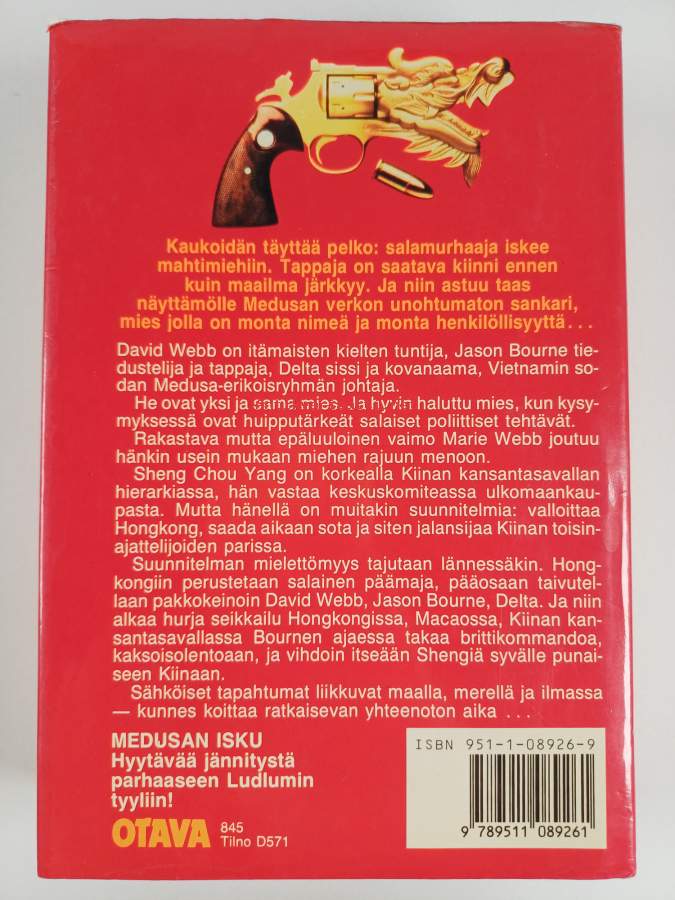 Kaukoidän täyttää pelko: salamurhaaja iskee
mahtimiehiin. Tappaja on saatava kiinni ennen
kuin maailma järkkyy. Ja niin astuu taas
näyttämölle Medusan verkon unohtumaton sankari,
mies jolla on monta nimeä ja monta henkilöllisyyttä...
David Webb on itämaisten kielten tuntija, Jason Bourne tie-
dustelija ja tappaja, Delta sissi ja kovanaama, Vietnamin so-
dan Medusa-erikoisryhmän johtaja.
He ovat yksi ja sama mies. Ja hyvin haluttu mies, kun kysy-
myksessä ovat huipputärkeät salaiset poliittiset tehtävät.
Rakastava mutta epäluuloinen vaimo Marie Webb joutuu
hänkin usein mukaan miehen rajuun menoon.
Sheng Chou Yang on korkealla Kiinan kansantasavallan
hierarkiassa, hän vastaa keskuskomiteassa ulkomaankau-
pasta. Mutta hänellä on muitakin suunnitelmia: valloittaa
Hongkong, saada aikaan sota ja siten jalansijaa Kiinan toisin-
ajattelijoiden parissa.
Suunnitelman mielettömyys tajutaan lännessäkin. Hong-
kongiin perustetaan salainen päämaja, pääosaan taivutel-
laan pakkokeinoin David Webb, Jason Bourne, Delta. Ja niin
alkaa hurja seikkailu Hongkongissa, Macaossa, Kiinan kan-
santasavallassa Bournen ajaessa takaa brittikommandoa,
kaksoisolentoaan, ja vihdoin itseään Shengiä syvälle punai-
seen Kiinaan.
Sähköiset tapahtumat liikkuvat maalla, merellä ja ilmassa
— kunnes koittaa ratkaisevan yhteenoton aika ...
MEDUSAN ISKU
Hyytävää jännitystä
parhaaseen Ludlumin
tyyliin!
OTAVA
845
Tilno D571
ISBN 951-1-08926-9
9 789511 089261